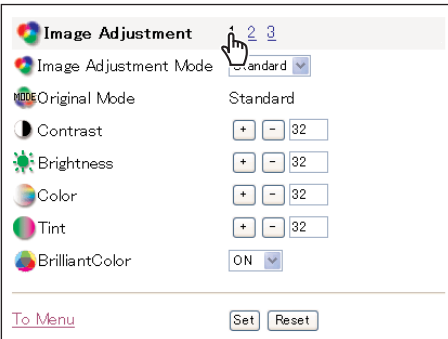 Image Adjustment 1 2 3
Image Adjustment Mode Standard
MODE Original Mode Standard
Contrast + - 32
Brightness + - 32
Color + - 32
Tint + - 32
BrilliantColor ON
To Menu Set Reset